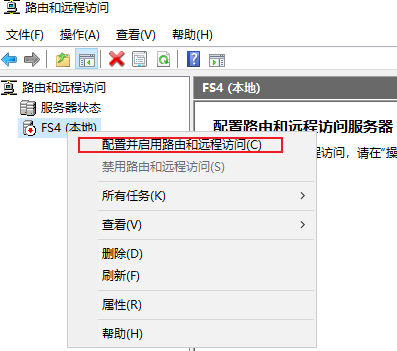 路由和远程访问
文件(F) 操作(A) 查看(V) 帮助(H)
路由和远程访问
服务器状态
FS4 (本地)
FS4 (本地)
配置路由和远程访问服务器
程访问，请在“操
配置并启用路由和远程访问(C)
禁用路由和远程访问(S)
所有任务(K)
查看(V)
删除(D)
刷新(F)
属性(R)
帮助(H)